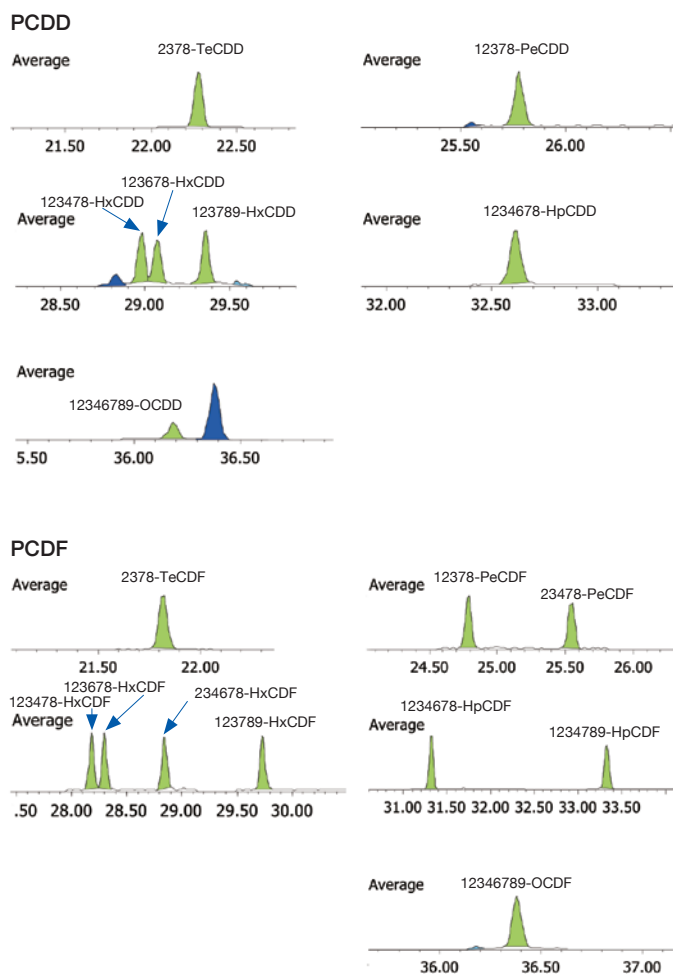 PCDD
2378-TeCDD
Average
21.50 22.00 22.50
12378-PeCDD
Average
25.50 26.00
123678-HxCDD
123478-HxCDD
123789-HxCDD
Average
28.50 29.00 29.50
1234678-HpCDD
Average
32.00 32.50 33.00
Average
12346789-OCDD
5.50 36.00 36.50
PCDF
2378-TeCDF
Average
21.50 22.00
12378-PeCDF
23478-PeCDF
Average
24.50 25.00 25.50 26.00
123678-HxCDF
234678-HxCDF
123478-HxCDF
123789-HxCDF
Average
.50 28.00 28.50 29.00 29.50 30.00
1234678-HpCDF
1234789-HpCDF
Average
31.00 31.50 32.00 32.50 33.00 33.50
12346789-OCDF
Average
36.00 36.50 37.00